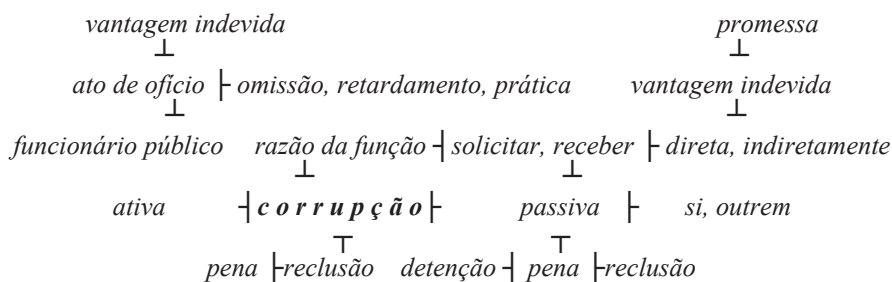 vantagem indevida promessa
ato de ofício omissão, retardamento, prática vantagem indevida
funcionário público razão da função solicitar, receber direta, indiretamente
ativa corrupção passiva si, outrem
pena reclusão detenção pena reclusão